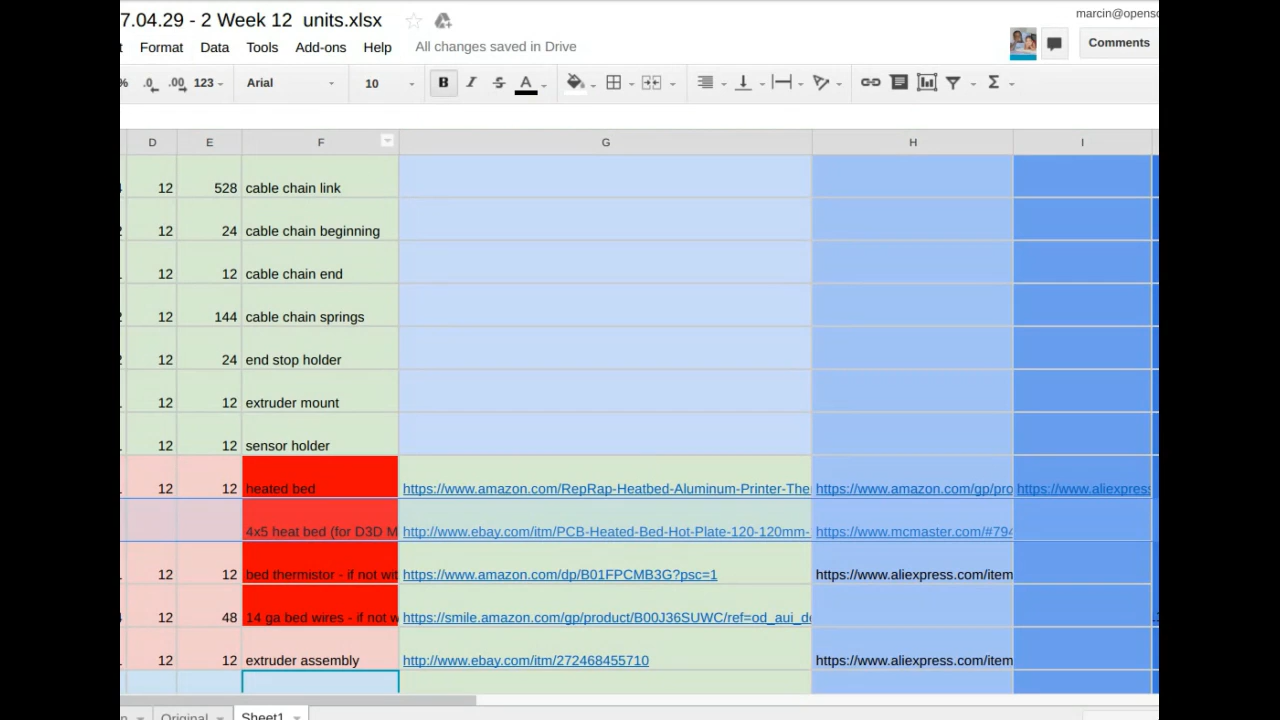 7.04.29 - 2 Week 12 units.xlsx
marcin@openso
Format Data Tools Add-ons Help All changes saved in Drive
Comments
% .0 .00 123 Arial 10 B I S A Σ
D E F G H I
12 528 cable chain link
12 24 cable chain beginning
12 12 cable chain end
12 144 cable chain springs
12 24 end stop holder
12 12 extruder mount
12 12 sensor holder
12 12 heated bed https://www.amazon.com/RepRap-Heatbed-Aluminum-Printer-The https://www.amazon.com/gp/pro https://www.aliexpress
4x5 heat bed (for D3D M http://www.ebay.com/itm/PCB-Heated-Bed-Hot-Plate-120-120mm- https://www.mcmaster.com/#794
12 12 bed thermistor - if not wit https://www.amazon.com/dp/B01FPCMB3G?psc=1 https://www.aliexpress.com/item
12 48 14 ga bed wires - if not w https://smile.amazon.com/gp/product/B00J36SUWC/ref=od_aui_de
12 12 extruder assembly http://www.ebay.com/itm/272468455710 https://www.aliexpress.com/item
Original Sheet1